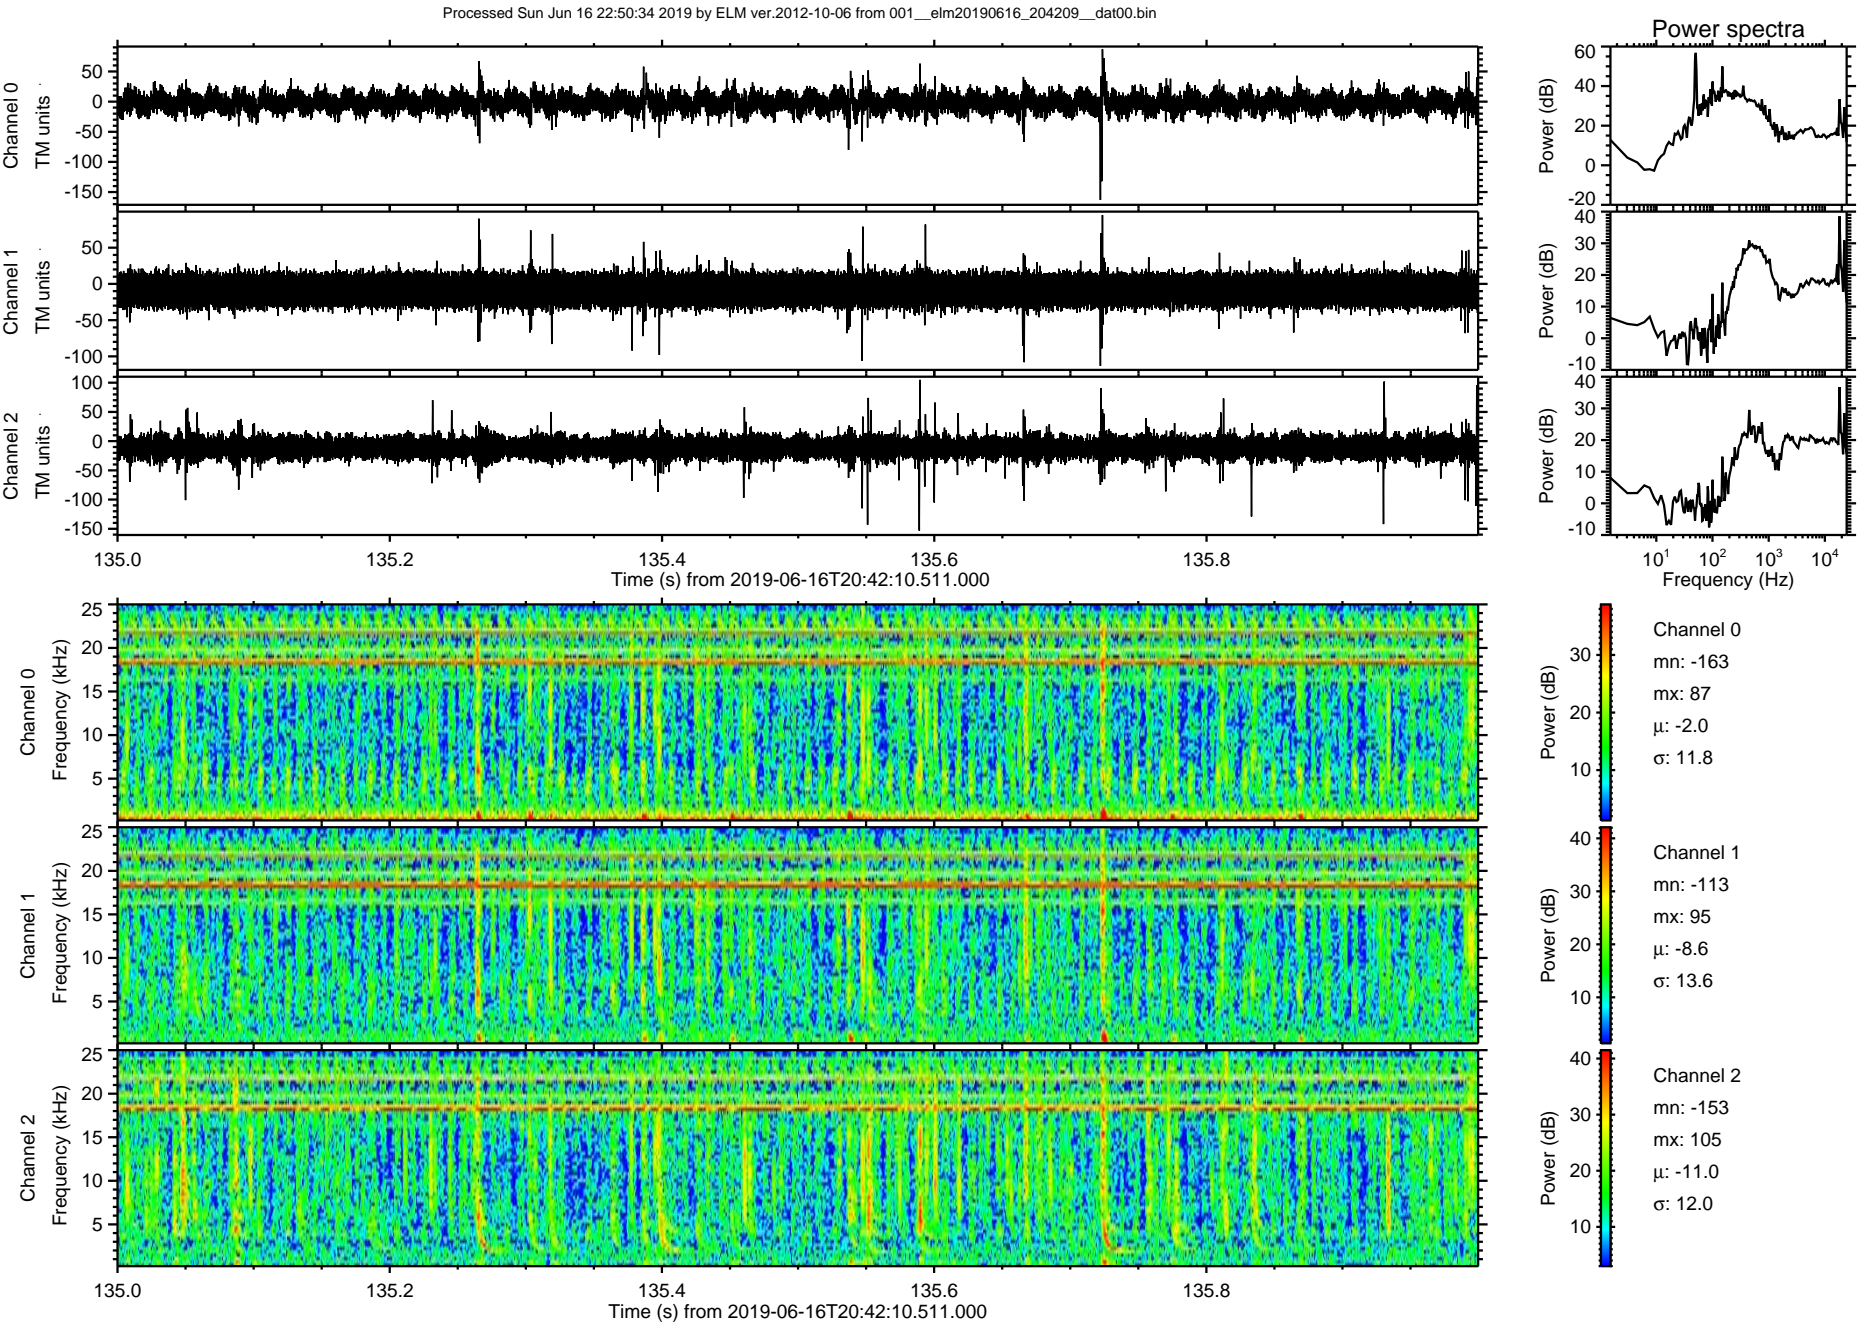 Processed Sun Jun 16 22:50:34 2019 by ELM ver.2012-10-06 from 001__elm20190616_204209__dat00.bin
Power spectra
Channel 0
TM units
50
0
-50
-100
-150
Power (dB)
60
40
20
0
-20
Channel 1
TM units
50
0
-50
-100
Power (dB)
40
30
20
10
0
-10
Channel 2
TM units
100
50
0
-50
-100
-150
Power (dB)
40
30
20
10
0
-10
135.0 135.2 135.4 135.6 135.8
Time (s) from 2019-06-16T20:42:10.511.000
10¹ 10² 10³ 10⁴
Frequency (Hz)
Channel 0
Frequency (kHz)
25
20
15
10
5
Power (dB)
30
20
10
Channel 0
mn: -163
mx: 87
μ: -2.0
σ: 11.8
Channel 1
Frequency (kHz)
25
20
15
10
5
Power (dB)
40
30
20
10
Channel 1
mn: -113
mx: 95
μ: -8.6
σ: 13.6
Channel 2
Frequency (kHz)
25
20
15
10
5
Power (dB)
40
30
20
10
Channel 2
mn: -153
mx: 105
μ: -11.0
σ: 12.0
135.0 135.2 135.4 135.6 135.8
Time (s) from 2019-06-16T20:42:10.511.000